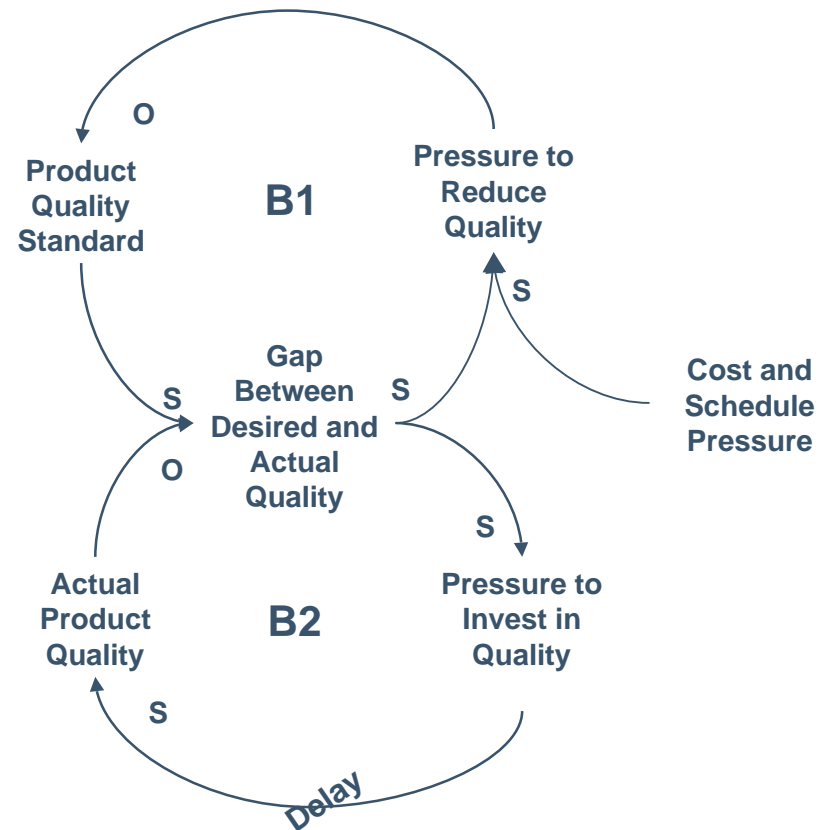 O
Product
Quality
Standard
B1
Pressure to
Reduce
Quality
S
S
Gap
Between
Desired and
Actual
Quality
S
Cost and
Schedule
Pressure
O
S
Actual
Product
Quality
B2
Pressure to
Invest in
Quality
S
Delay